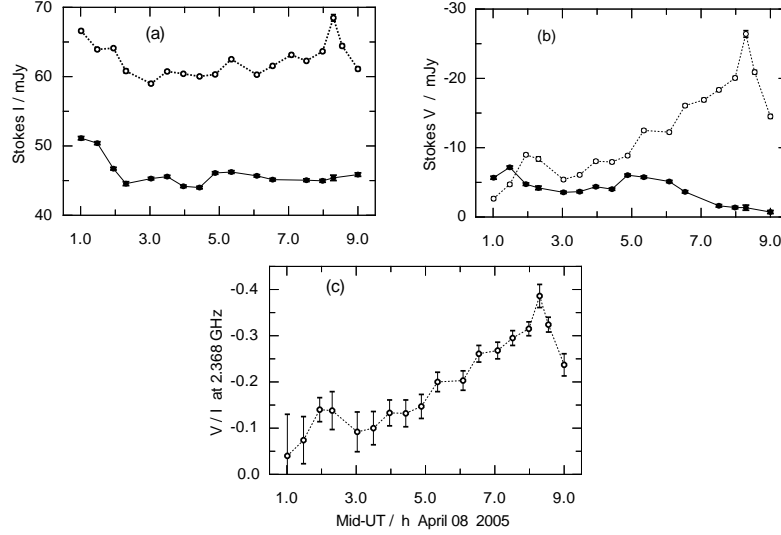 (a)
Stokes I / mJy
70
60
50
40
1.0 3.0 5.0 7.0 9.0
(b)
Stokes V / mJy
-30
-20
-10
0
1.0 3.0 5.0 7.0 9.0
(c)
V / I at 2.368 GHz
-0.4
-0.3
-0.2
-0.1
0.0
1.0 3.0 5.0 7.0 9.0
Mid-UT / h April 08 2005